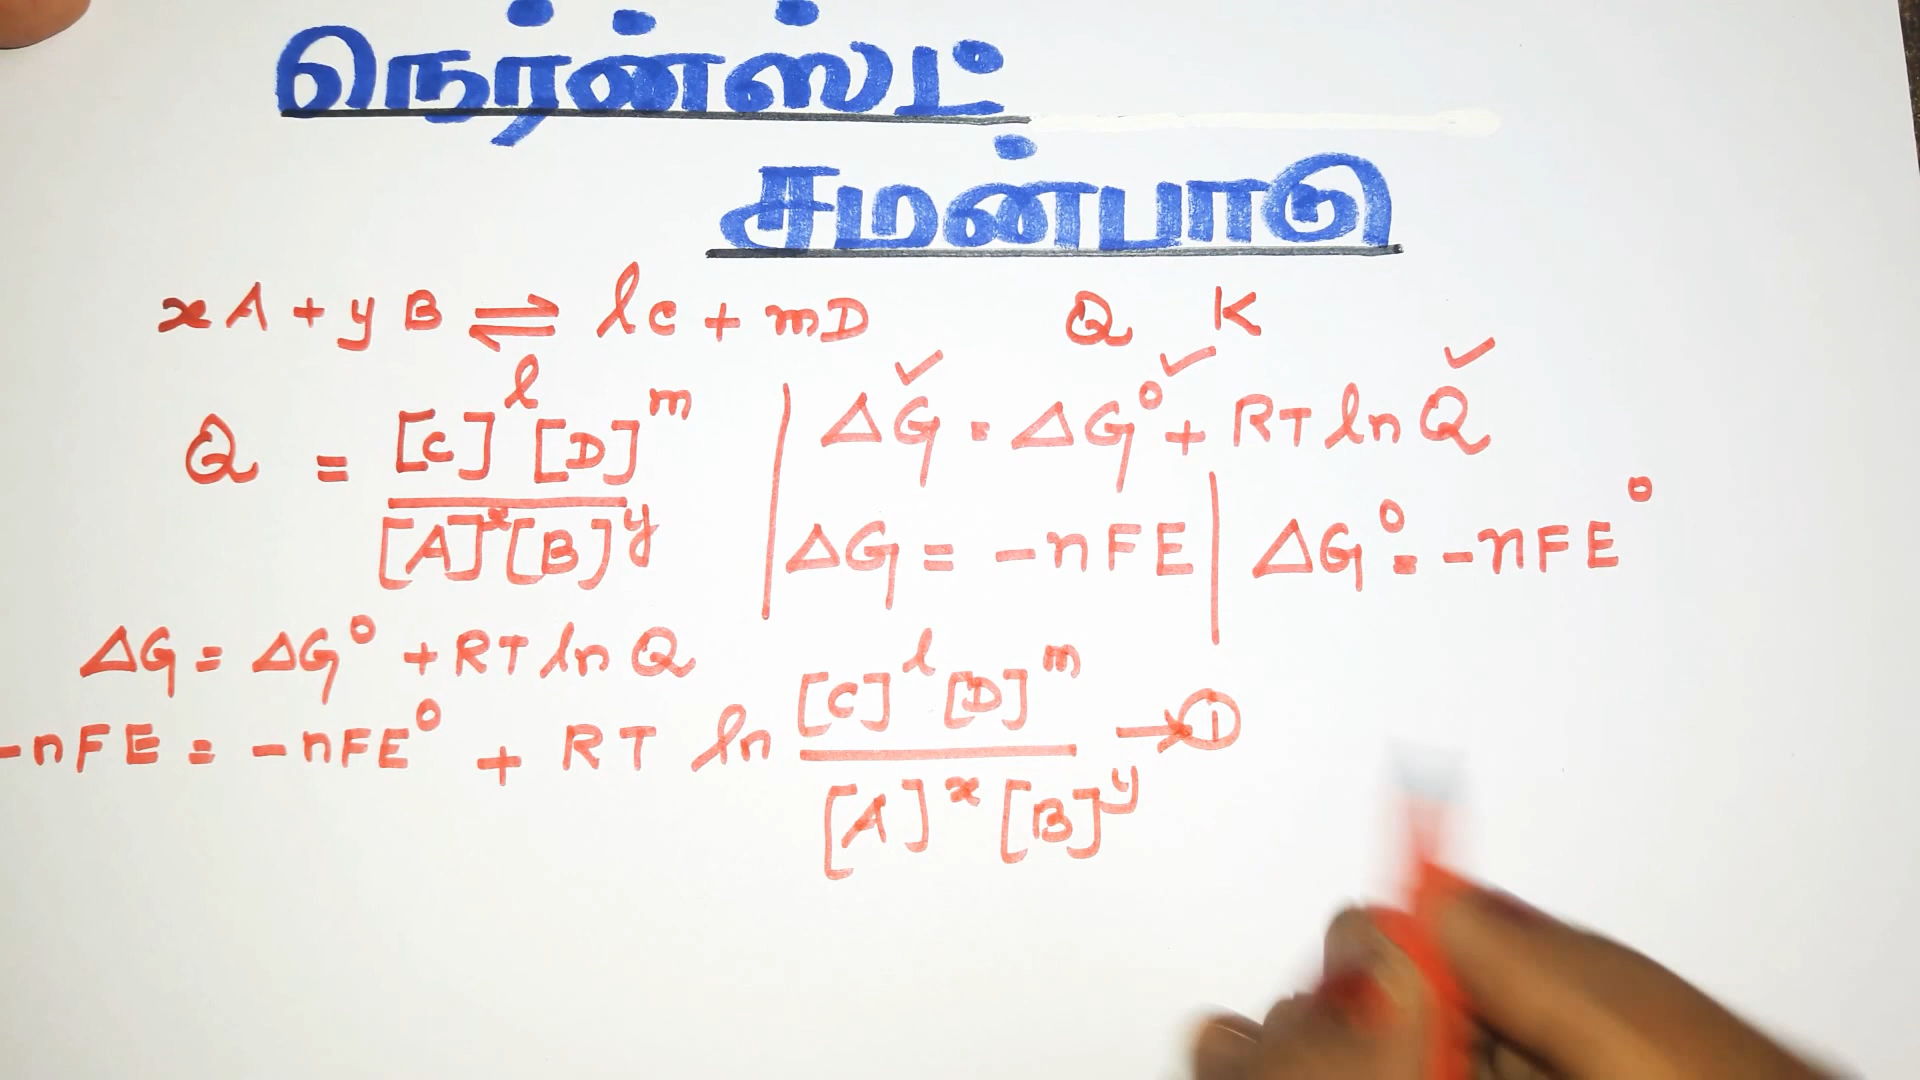 நெர்ன்ஸ்ட்
சமன்பாடு
xA + yB ⇌ lC + mD
Q K
Q = [C]^l [D]^m / [A]^x [B]^y
✓ ✓ ✓
ΔG = ΔG° + RT ln Q
ΔG = -nFE | ΔG° = -nFE°
ΔG = ΔG° + RT ln Q
-nFE = -nFE° + RT ln [C]^l [D]^m / [A]^x [B]^y → ①